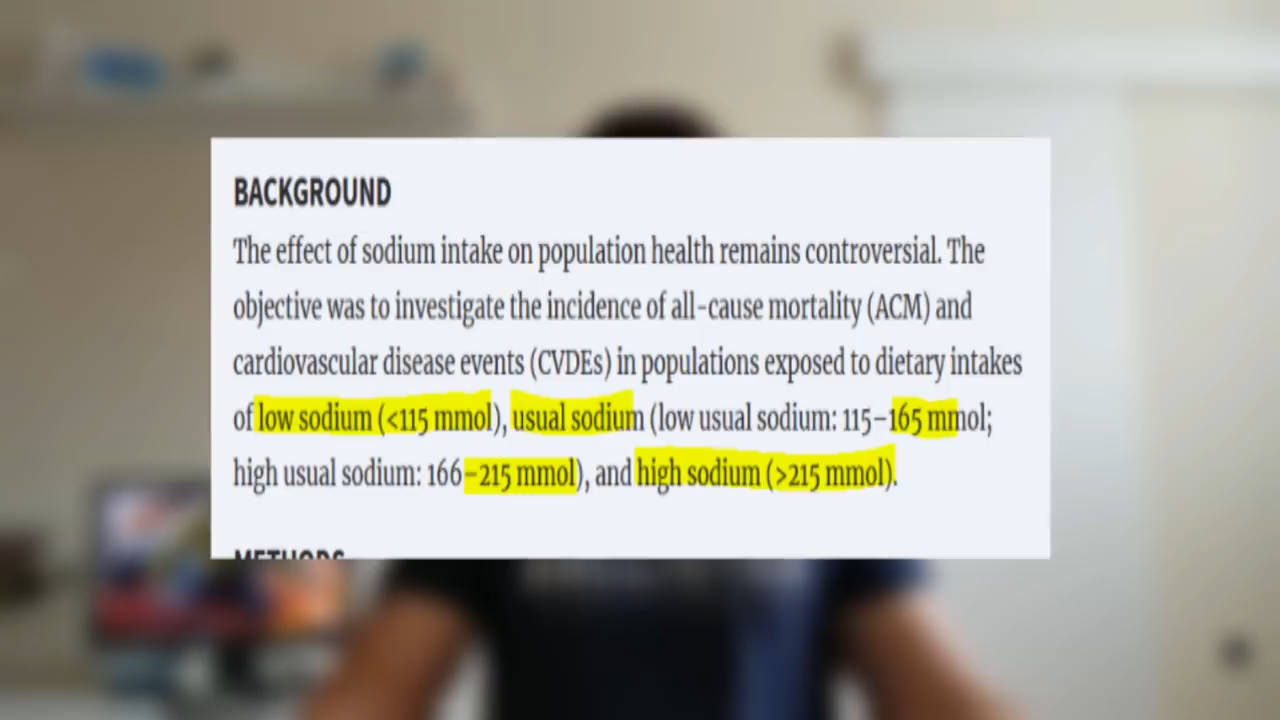 BACKGROUND
The effect of sodium intake on population health remains controversial. The
objective was to investigate the incidence of all-cause mortality (ACM) and
cardiovascular disease events (CVDEs) in populations exposed to dietary intakes
of low sodium (<115 mmol), usual sodium (low usual sodium: 115–165 mmol;
high usual sodium: 166–215 mmol), and high sodium (>215 mmol).
METHODS